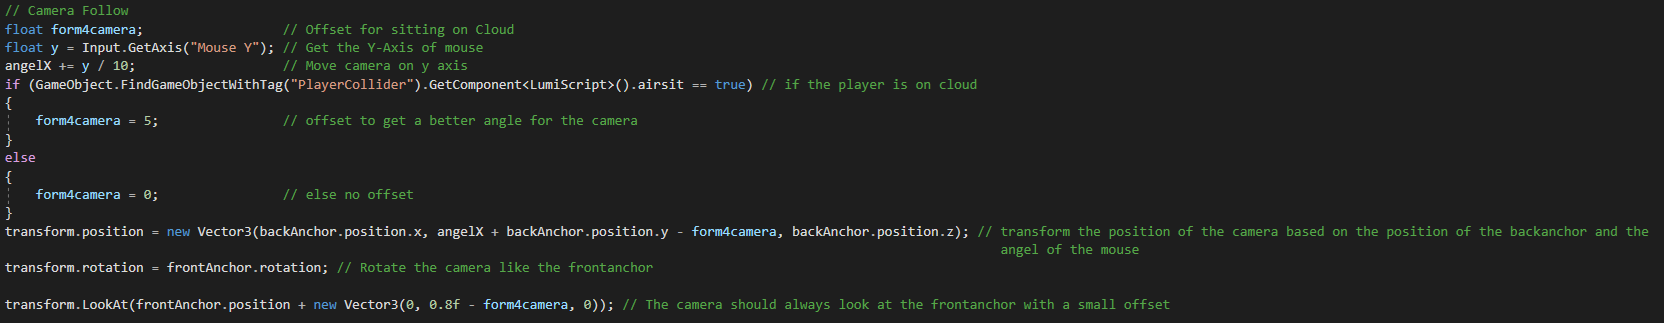 // Camera Follow
float form4camera;                  // Offset for sitting on Cloud
float y = Input.GetAxis("Mouse Y"); // Get the Y-Axis of mouse
angelX += y / 10;                   // Move camera on y axis
if (GameObject.FindGameObjectWithTag("PlayerCollider").GetComponent<LumiScript>().airsit == true) // if the player is on cloud
{
    form4camera = 5;                // offset to get a better angle for the camera
}
else
{
    form4camera = 0;                // else no offset
}
transform.position = new Vector3(backAnchor.position.x, angelX + backAnchor.position.y - form4camera, backAnchor.position.z); // transform the position of the camera based on the position of the backanchor and the
angel of the mouse
transform.rotation = frontAnchor.rotation; // Rotate the camera like the frontanchor
transform.LookAt(frontAnchor.position + new Vector3(0, 0.8f - form4camera, 0)); // The camera should always look at the frontanchor with a small offset